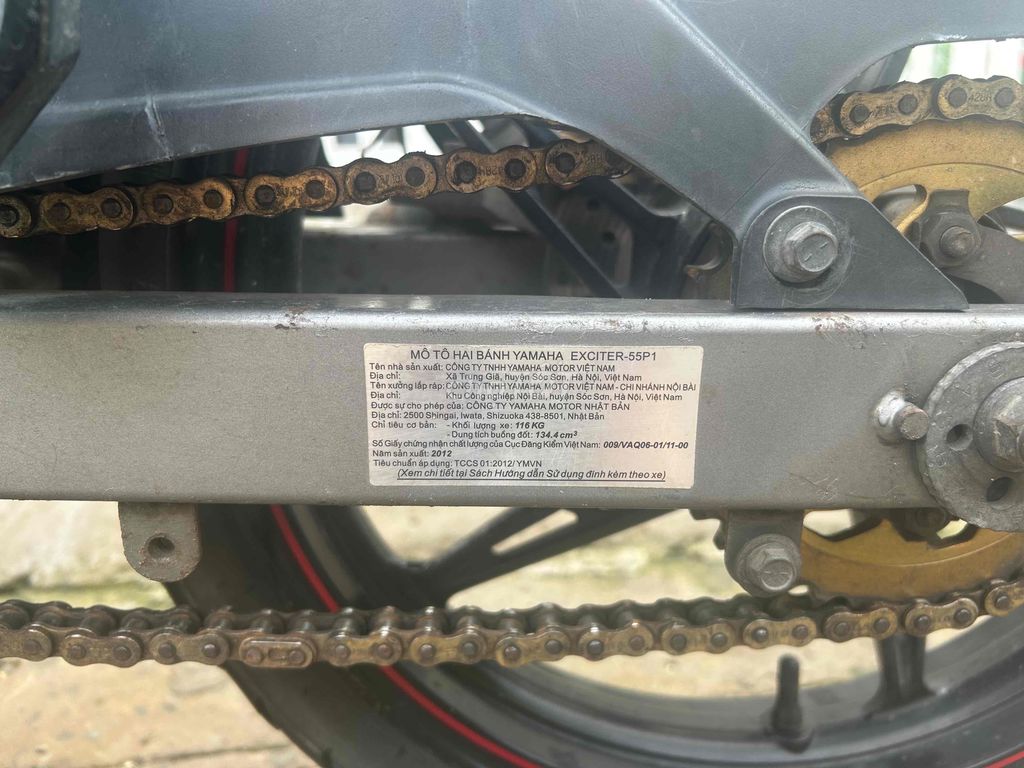 MÔ TÔ HAI BÁNH YAMAHA EXCITER-55P1
Tên nhà sản xuất: CÔNG TY TNHH YAMAHA MOTOR VIỆT NAM
Địa chỉ: Xã Trung Giã, huyện Sóc Sơn, Hà Nội, Việt Nam
Tên xưởng lắp ráp: CÔNG TY TNHH YAMAHA MOTOR VIỆT NAM - CHI NHÁNH NỘI BÀI
Địa chỉ: Khu Công nghiệp Nội Bài, huyện Sóc Sơn, Hà Nội, Việt Nam
Được sự cho phép của: CÔNG TY YAMAHA MOTOR NHẬT BẢN
Địa chỉ: 2500 Shingai, Iwata, Shizuoka 438-8501, Nhật Bản
Chỉ tiêu cơ bản: - Khối lượng xe: 116 KG
- Dung tích buồng đốt: 134.4 cm³
Số Giấy chứng nhận chất lượng của Cục Đăng Kiểm Việt Nam: 009/VAQ06-01/11-00
Năm sản xuất: 2012
Tiêu chuẩn áp dụng: TCCS 01:2012/YMVN
(Xem chi tiết tại Sách Hướng dẫn Sử dụng đính kèm theo xe)